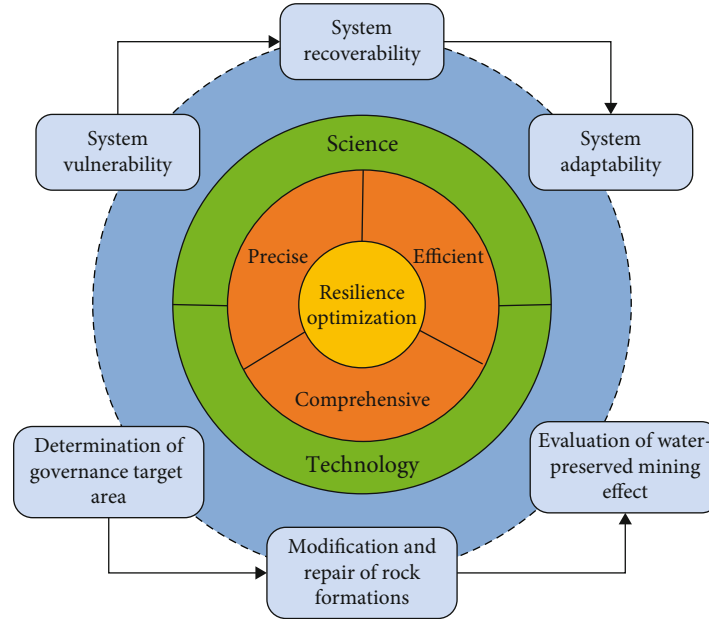 System
recoverability
System
vulnerability
System
adaptability
Science
Precise
Efficient
Resilience
optimization
Comprehensive
Technology
Determination of
governance target
area
Modification and
repair of rock
formations
Evaluation of water-
preserved mining
effect